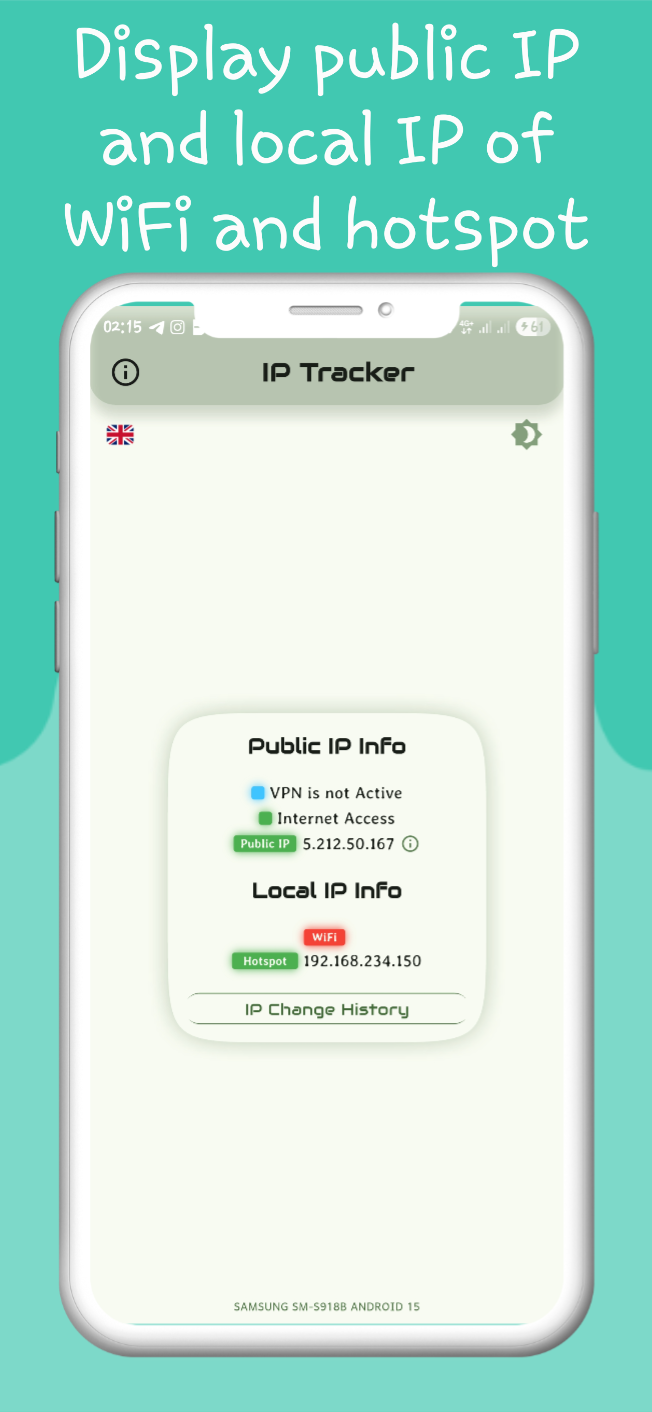 Display public IP
and local IP of
WiFi and hotspot
02:15
4G+
61
IP Tracker
Public IP Info
VPN is not Active
Internet Access
Public IP 5.212.50.167
Local IP Info
WiFi
Hotspot 192.168.234.150
IP Change History
SAMSUNG SM-S918B ANDROID 15